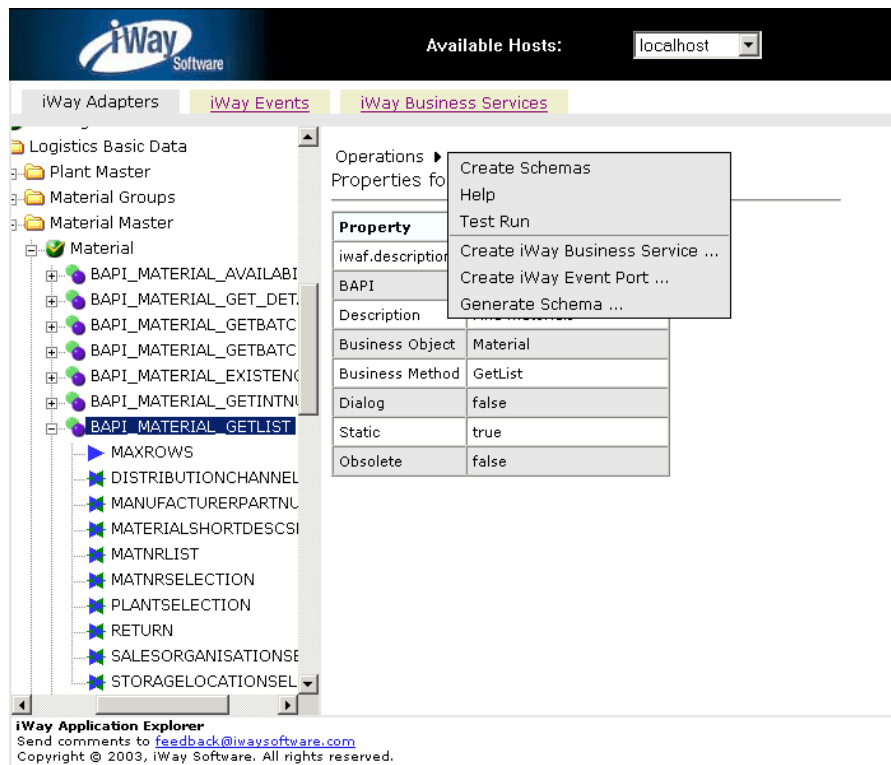 iWay
Software
Available Hosts:
localhost
iWay Adapters
iWay Events
iWay Business Services
Logistics Basic Data
Plant Master
Material Groups
Material Master
Material
BAPI_MATERIAL_AVAILABI
BAPI_MATERIAL_GET_DET
BAPI_MATERIAL_GETBATC
BAPI_MATERIAL_GETBATC
BAPI_MATERIAL_EXISTENC
BAPI_MATERIAL_GETINTNU
BAPI_MATERIAL_GETLIST
MAXROWS
DISTRIBUTIONCHANNEL
MANUFACTURERPARTNU
MATERIALSHORTDESCS
MATNRLIST
MATNRSELECTION
PLANTSELECTION
RETURN
SALESORGANISATIONSE
STORAGELOCATIONSEL
Operations
Properties fo
Create Schemas
Help
Test Run
Create iWay Business Service ...
Create iWay Event Port ...
Generate Schema ...
Property
iwaf.description
BAPI
Description
Business Object Material
Business Method GetList
Dialog false
Static true
Obsolete false
iWay Application Explorer
Send comments to feedback@iwaysoftware.com
Copyright © 2003, iWay Software. All rights reserved.